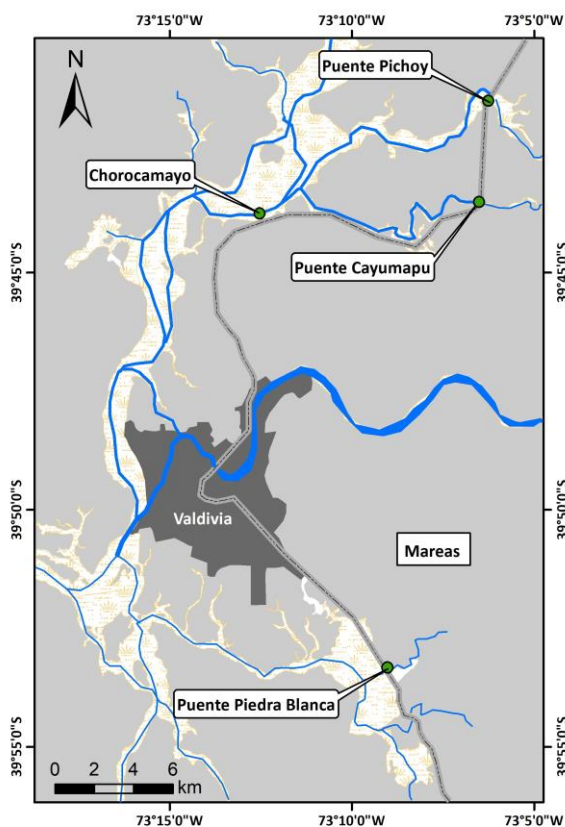 73°15'0"W 73°10'0"W 73°5'0"W
N
Puente Pichoy
Chorocamayo
Puente Cayumapu
39°45'0"S 39°45'0"S
39°50'0"S 39°50'0"S
Valdivia
Mareas
Puente Piedra Blanca
39°55'0"S 39°55'0"S
0 2 4 6
km
73°15'0"W 73°10'0"W 73°5'0"W